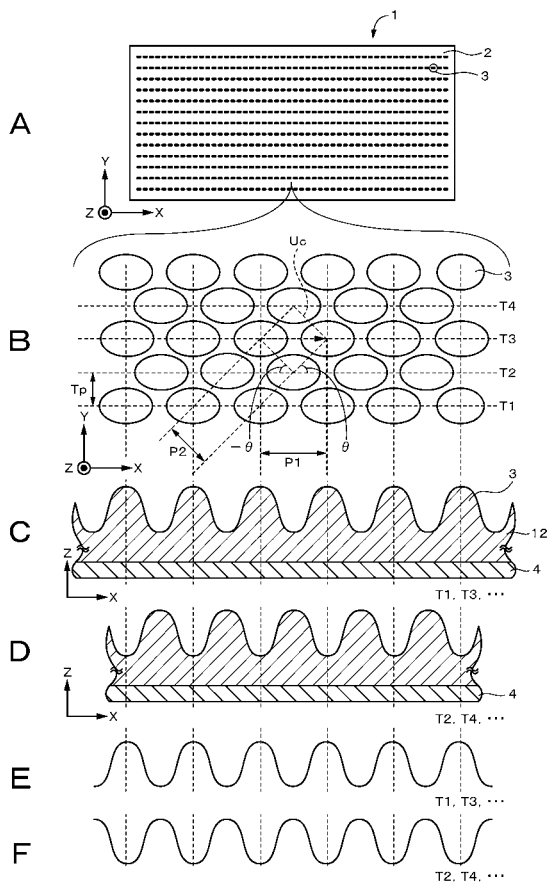 1
2
3
A
Y
Z X
Uc
3
T4
T3
B
T2
Tp
T1
Y
P2
−θ P1 θ
Z X
3
C
12
Z
4
X
T1, T3, ···
D
Z
4
X
T2, T4, ···
E
T1, T3, ···
F
T2, T4, ···